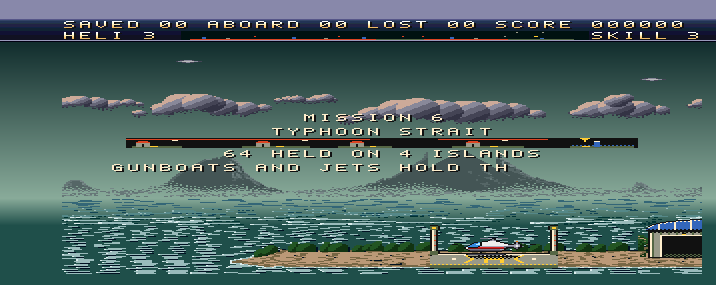 SAVED 00 ABOARD 00 LOST 00 SCORE 000000
HELI 3 SKILL 3
MISSION 6
TYPHOON STRAIT
64 HELD ON 4 ISLANDS
GUNBOATS AND JETS HOLD TH